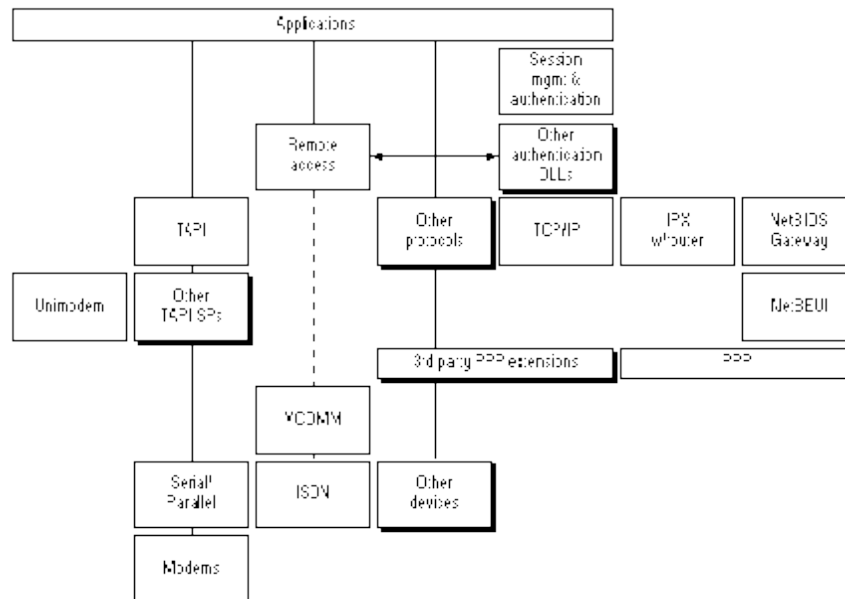 Applications
Session
mgmt &
authentication
Remote
access
Other
authentication
DLLs
TAPI
Other
protocols
TCP/IP
IPX
w/router
NetBIOS
Gateway
Unimodem
Other
TAPI SPs
NetBEUI
3rd party PPP extensions
PPP
VCOMM
Serial/
Parallel
ISDN
Other
devices
Modems